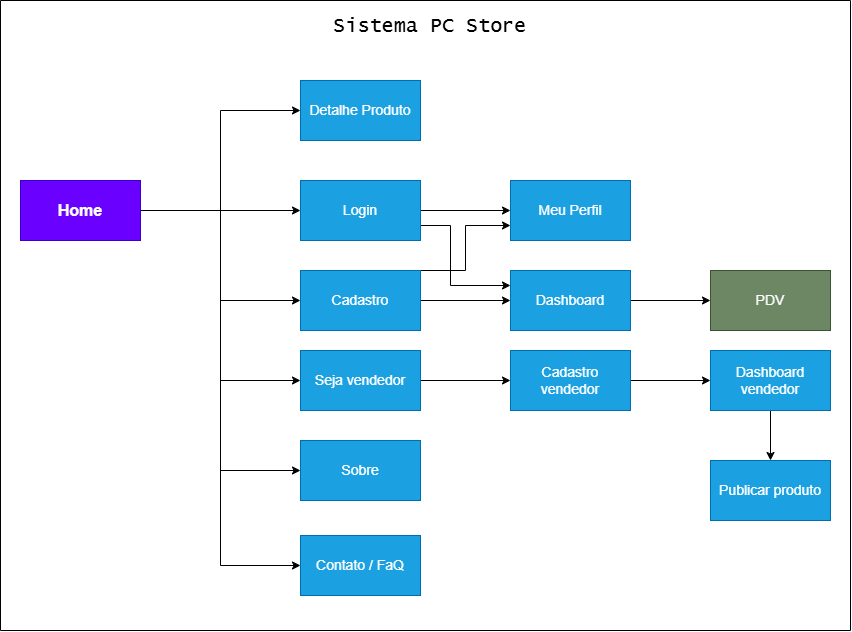 Sistema PC Store
Detalhe Produto
Home
Login
Meu Perfil
Cadastro
Dashboard
PDV
Seja vendedor
Cadastro
vendedor
Dashboard
vendedor
Sobre
Publicar produto
Contato / FaQ